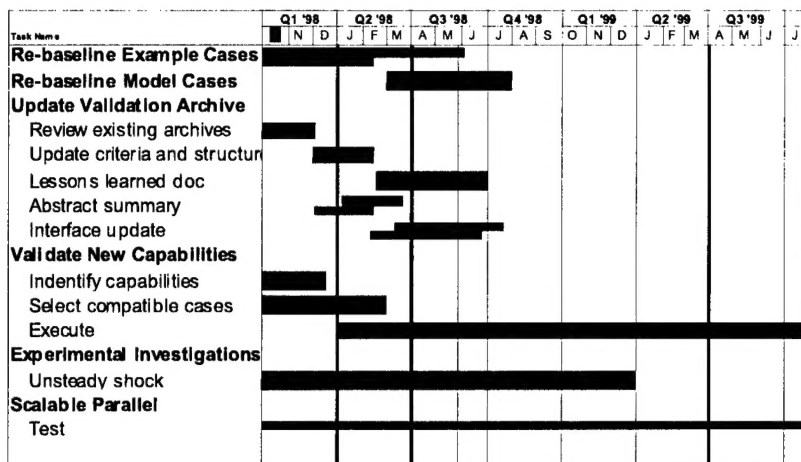 Q1 '98 Q2 '98 Q3 '98 Q4 '98 Q1 '99 Q2 '99 Q3 '99
Task Name N D J F M A M J J A S O N D J F M A M J J
Re-baseline Example Cases
Re-baseline Model Cases
Update Validation Archive
Review existing archives
Update criteria and structur
Lessons learned doc
Abstract summary
Interface update
Validate New Capabilities
Indentify capabilities
Select compatible cases
Execute
Experimental Investigations
Unsteady shock
Scalable Parallel
Test